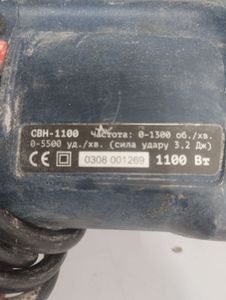 СВН-1100 Частота: 0-1300 об./хв.
0-5500 уд./хв. (сила удару 3,2 Дж)
CE 0308 001269 1100 Вт